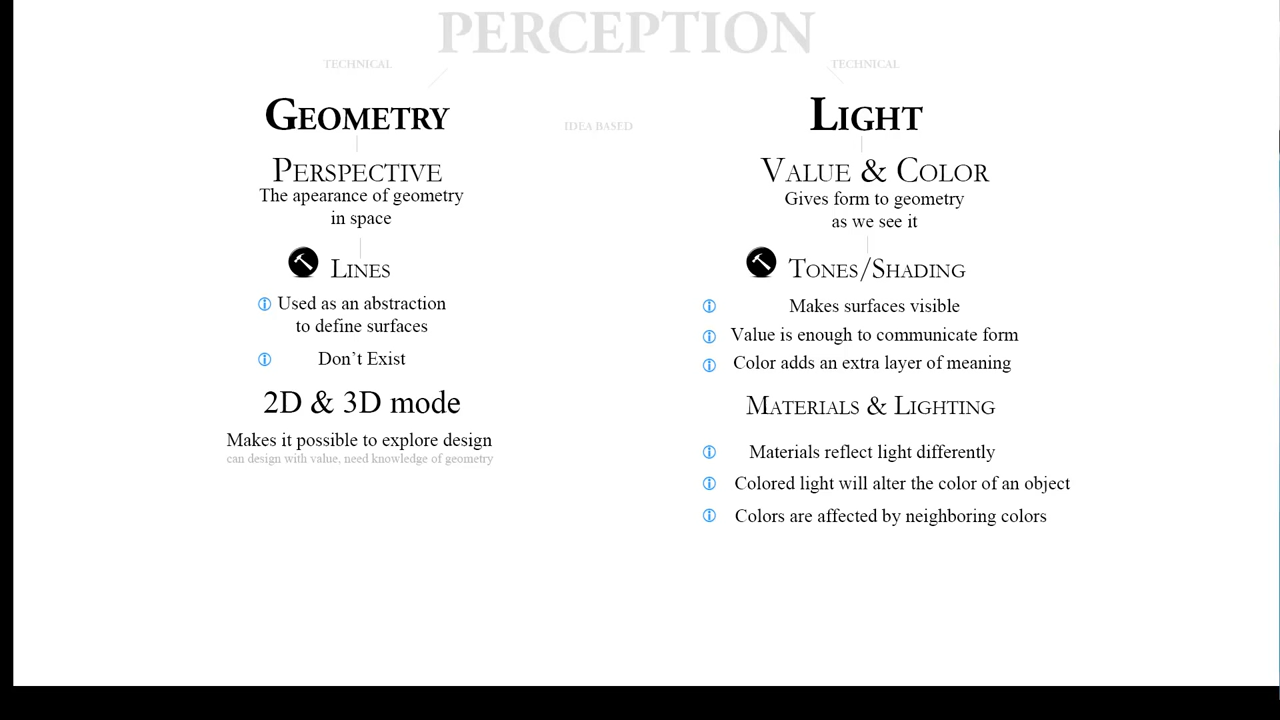 PERCEPTION
TECHNICAL
TECHNICAL
GEOMETRY
IDEA BASED
LIGHT
PERSPECTIVE
The apearance of geometry
in space
LINES
Used as an abstraction
to define surfaces
Don't Exist
2D & 3D mode
Makes it possible to explore design
can design with value, need knowledge of geometry
VALUE & COLOR
Gives form to geometry
as we see it
TONES/SHADING
Makes surfaces visible
Value is enough to communicate form
Color adds an extra layer of meaning
MATERIALS & LIGHTING
Materials reflect light differently
Colored light will alter the color of an object
Colors are affected by neighboring colors